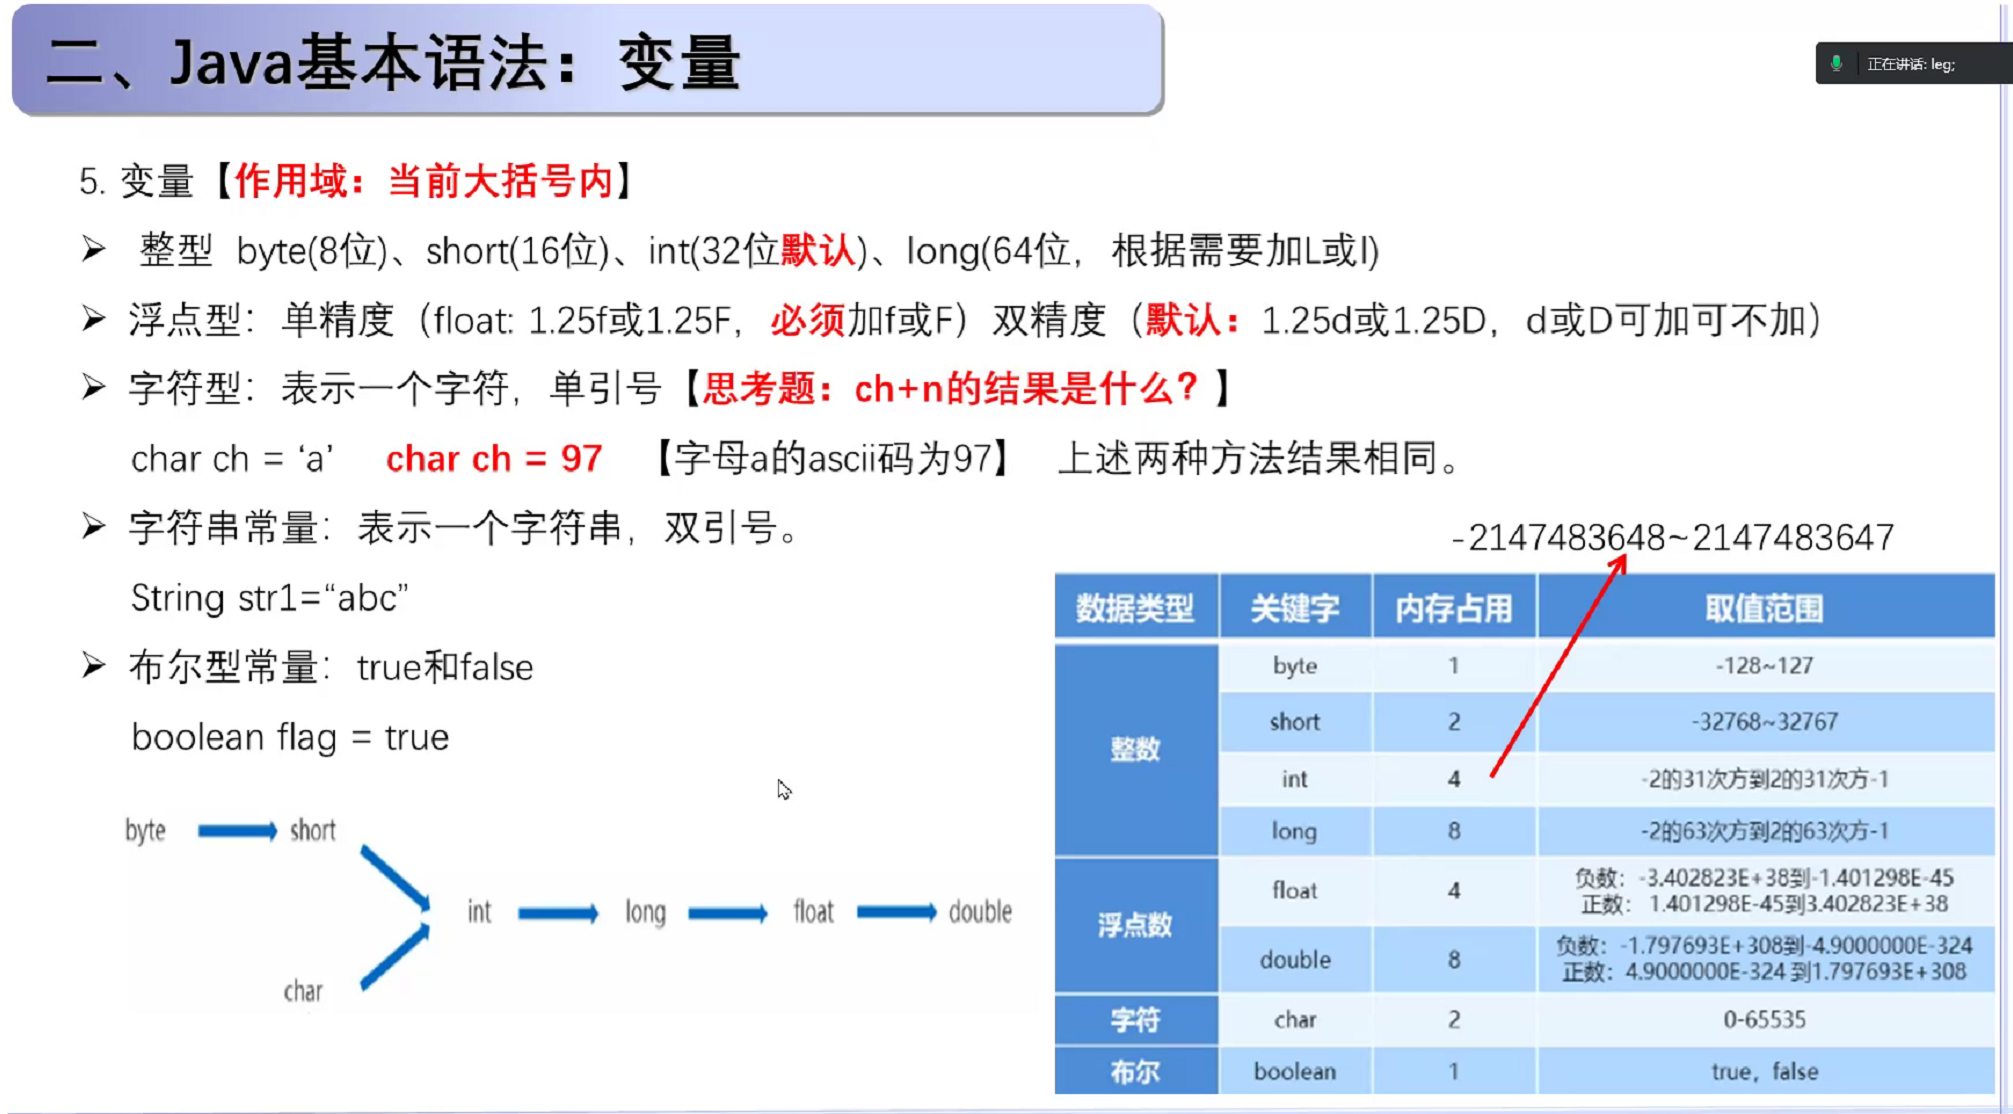 二、Java基本语法：变量
正在讲话: leg;
5. 变量【作用域：当前大括号内】
整型 byte(8位)、short(16位)、int(32位默认)、long(64位，根据需要加L或l)
浮点型：单精度（float: 1.25f或1.25F，必须加f或F）双精度（默认：1.25d或1.25D，d或D可加可不加）
字符型：表示一个字符，单引号【思考题：ch+n的结果是什么？】
char ch = ‘a’ char ch = 97 【字母a的ascii码为97】 上述两种方法结果相同。
字符串常量：表示一个字符串，双引号。
String str1=“abc”
布尔型常量：true和false
boolean flag = true
byte short
int long float double
char
-2147483648~2147483647
数据类型 关键字 内存占用 取值范围
整数
byte 1 -128~127
short 2 -32768~32767
int 4 -2的31次方到2的31次方-1
long 8 -2的63次方到2的63次方-1
浮点数
float 4 负数：-3.402823E+38到-1.401298E-45
正数： 1.401298E-45到3.402823E+38
double 8 负数：-1.797693E+308到-4.9000000E-324
正数：4.9000000E-324 到1.797693E+308
字符 char 2 0-65535
布尔 boolean 1 true，false